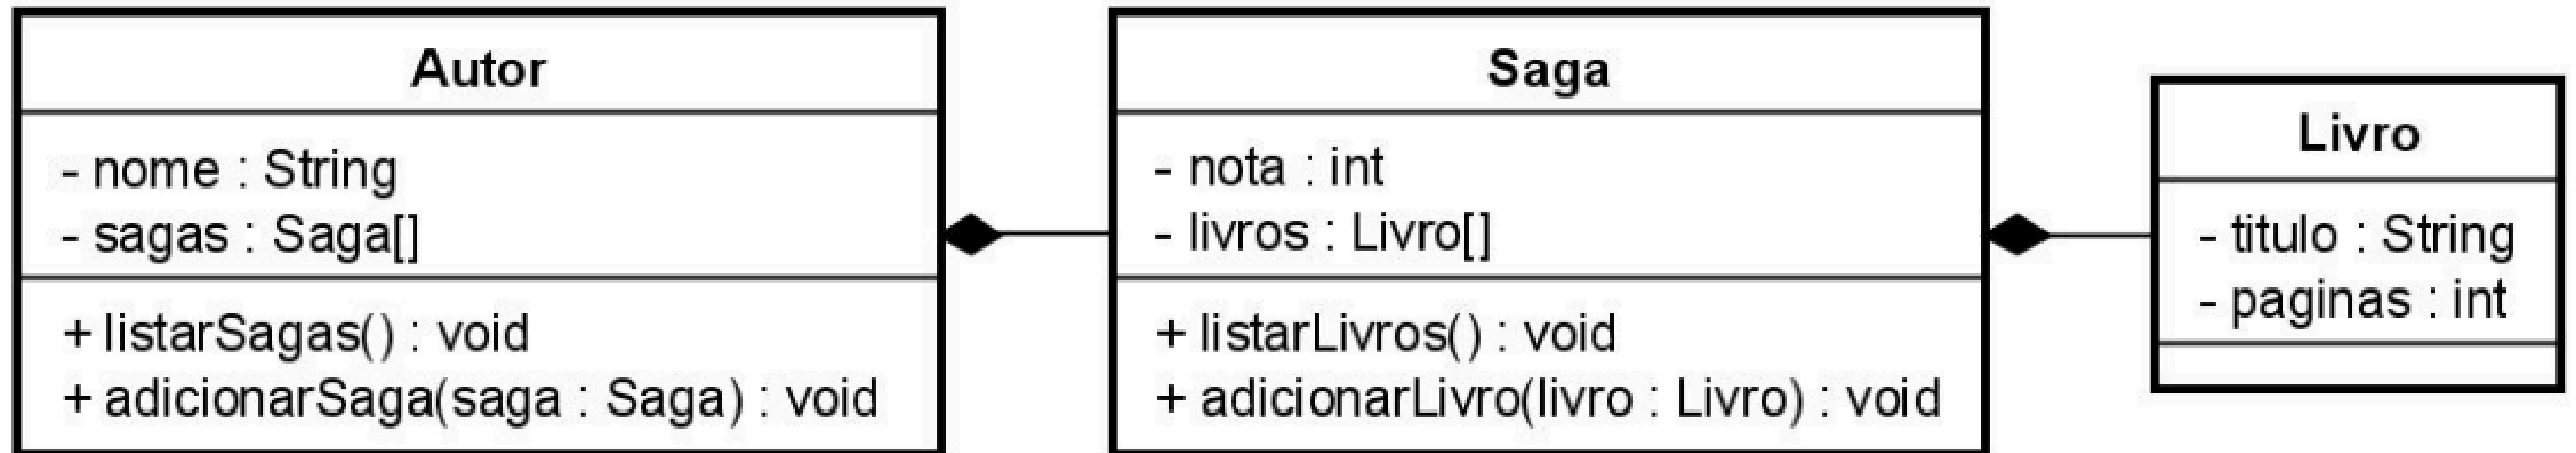 Autor
- nome : String
- sagas : Saga[]
+ listarSagas() : void
+ adicionarSaga(saga : Saga) : void
Saga
- nota : int
- livros : Livro[]
+ listarLivros() : void
+ adicionarLivro(livro : Livro) : void
Livro
- titulo : String
- paginas : int